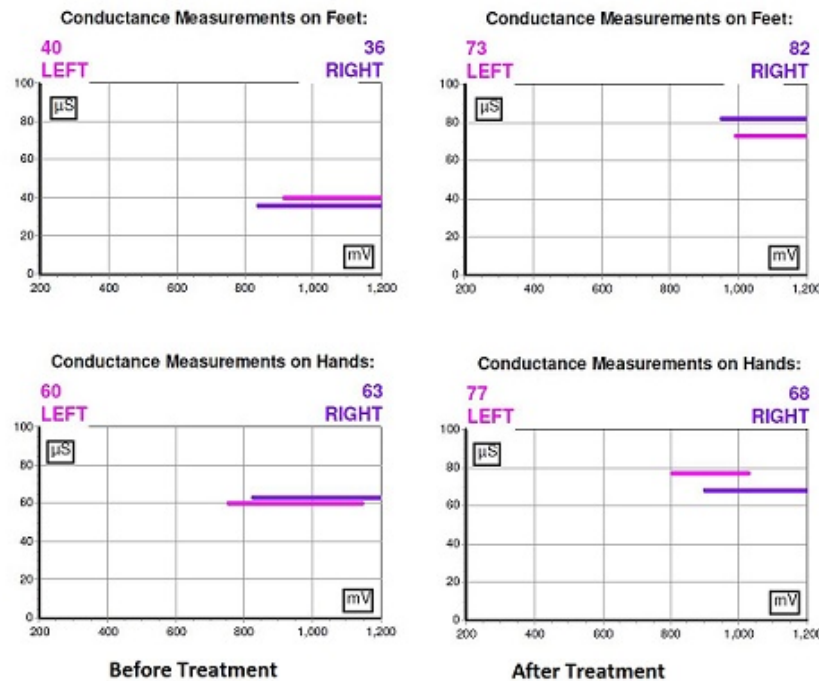 Conductance Measurements on Feet:
40 36
LEFT RIGHT
100
µS
80
60
40
20
mV
0
200 400 600 800 1,000 1,200
Conductance Measurements on Feet:
73 82
LEFT RIGHT
100
µS
80
60
40
20
mV
0
200 400 600 800 1,000 1,200
Conductance Measurements on Hands:
60 63
LEFT RIGHT
100
µS
80
60
40
20
mV
0
200 400 600 800 1,000 1,200
Before Treatment
Conductance Measurements on Hands:
77 68
LEFT RIGHT
100
µS
80
60
40
20
mV
0
200 400 600 800 1,000 1,200
After Treatment